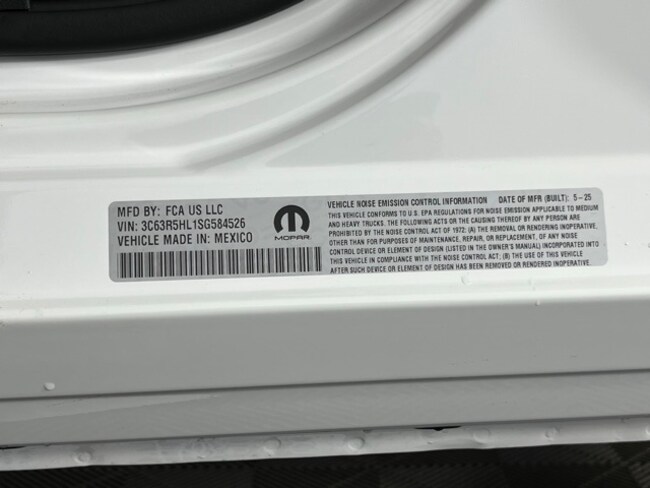 MFD BY: FCA US LLC
VIN: 3C63R5HL1SG584526
VEHICLE MADE IN: MEXICO
MOPAR
VEHICLE NOISE EMISSION CONTROL INFORMATION DATE OF MFR (BUILT): 5-25
THIS VEHICLE CONFORMS TO U.S. EPA REGULATIONS FOR NOISE EMISSION APPLICABLE TO MEDIUM
AND HEAVY TRUCKS. THE FOLLOWING ACTS OR THE CAUSING THEREOF BY ANY PERSON ARE
PROHIBITED BY THE NOISE CONTROL ACT OF 1972: (A) THE REMOVAL OR RENDERING INOPERATIVE,
OTHER THAN FOR PURPOSES OF MAINTENANCE, REPAIR, OR REPLACEMENT, OF ANY NOISE
CONTROL DEVICE OR ELEMENT OF DESIGN (LISTED IN THE OWNER'S MANUAL) INCORPORATED INTO
THIS VEHICLE IN COMPLIANCE WITH THE NOISE CONTROL ACT; (B) THE USE OF THIS VEHICLE
AFTER SUCH DEVICE OR ELEMENT OF DESIGN HAS BEEN REMOVED OR RENDERED INOPERATIVE.